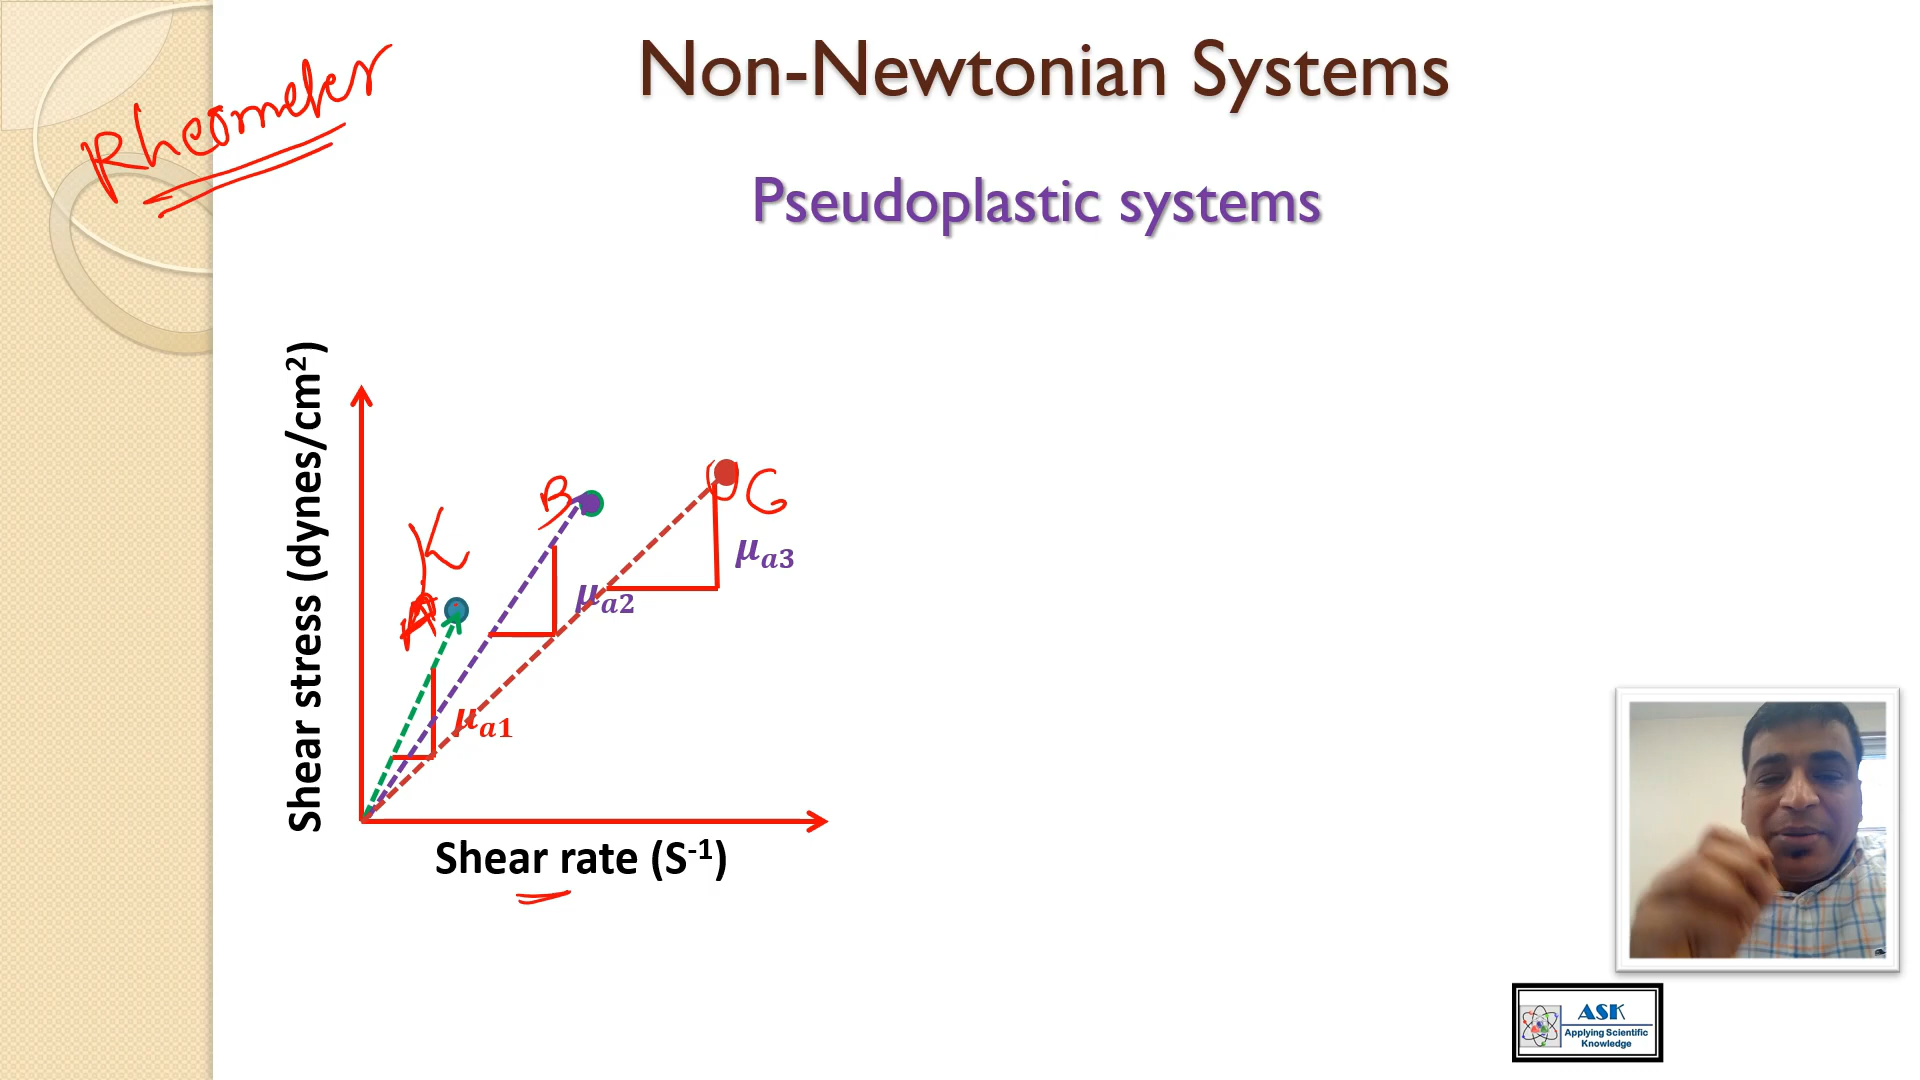 Rheometer
Non-Newtonian Systems
Pseudoplastic systems
Shear stress (dynes/cm²)
K
A
B
C
μₐ₁
μₐ₂
μₐ₃
Shear rate (S⁻¹)
ASK
Applying Scientific
Knowledge